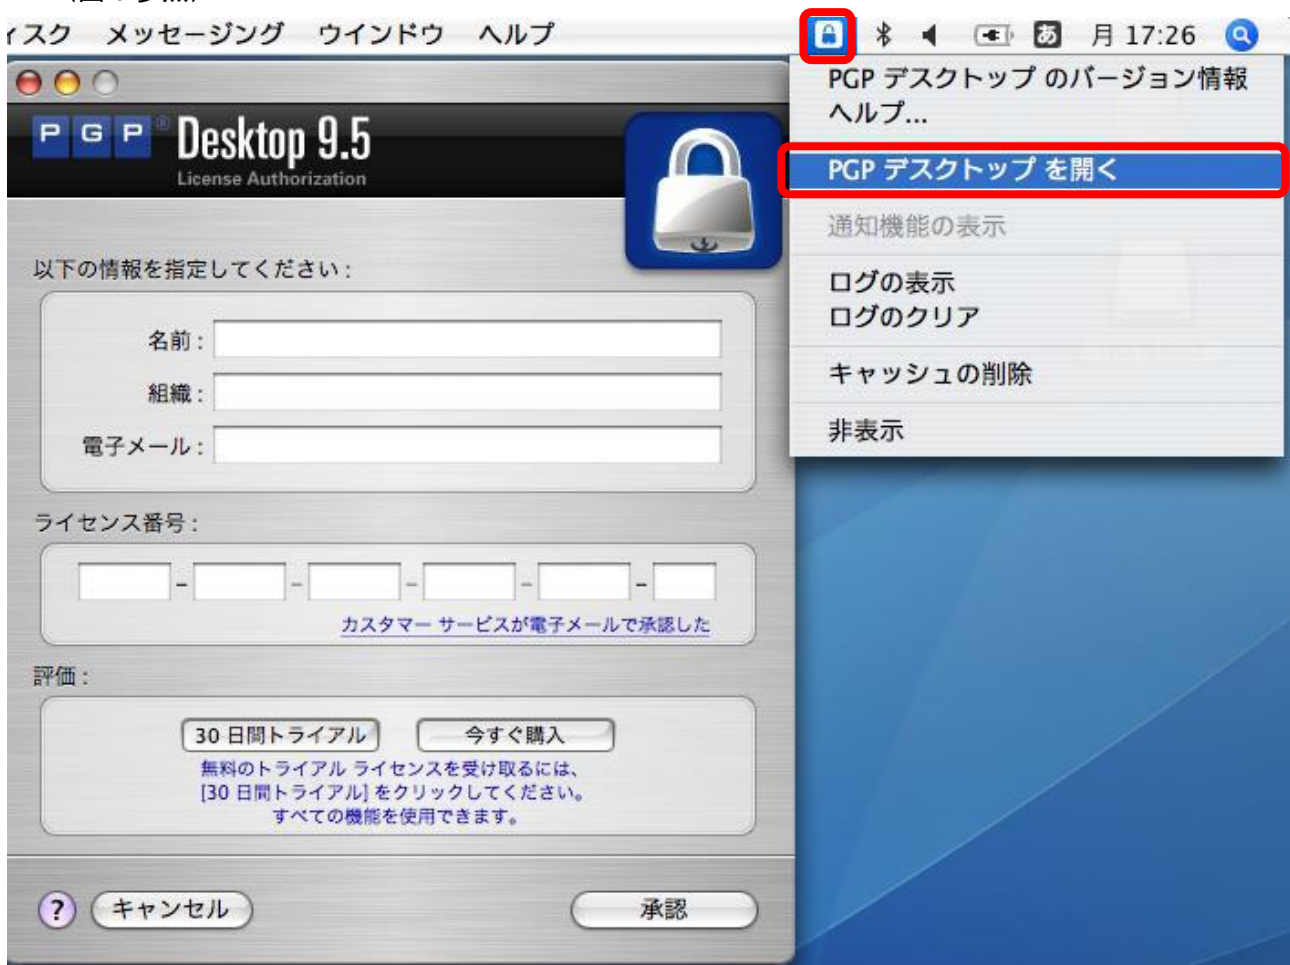 ィスク メッセージング ウインドウ ヘルプ
あ 月 17:26
PGP デスクトップ のバージョン情報
ヘルプ...
PGP デスクトップ を開く
通知機能の表示
ログの表示
ログのクリア
キャッシュの削除
非表示
PGP® Desktop 9.5
License Authorization
以下の情報を指定してください:
名前:
組織:
電子メール:
ライセンス番号:
- - - - -
カスタマー サービスが電子メールで承認した
評価:
30 日間トライアル 今すぐ購入
無料のトライアル ライセンスを受け取るには、
[30 日間トライアル] をクリックしてください。
すべての機能を使用できます。
? キャンセル 承認